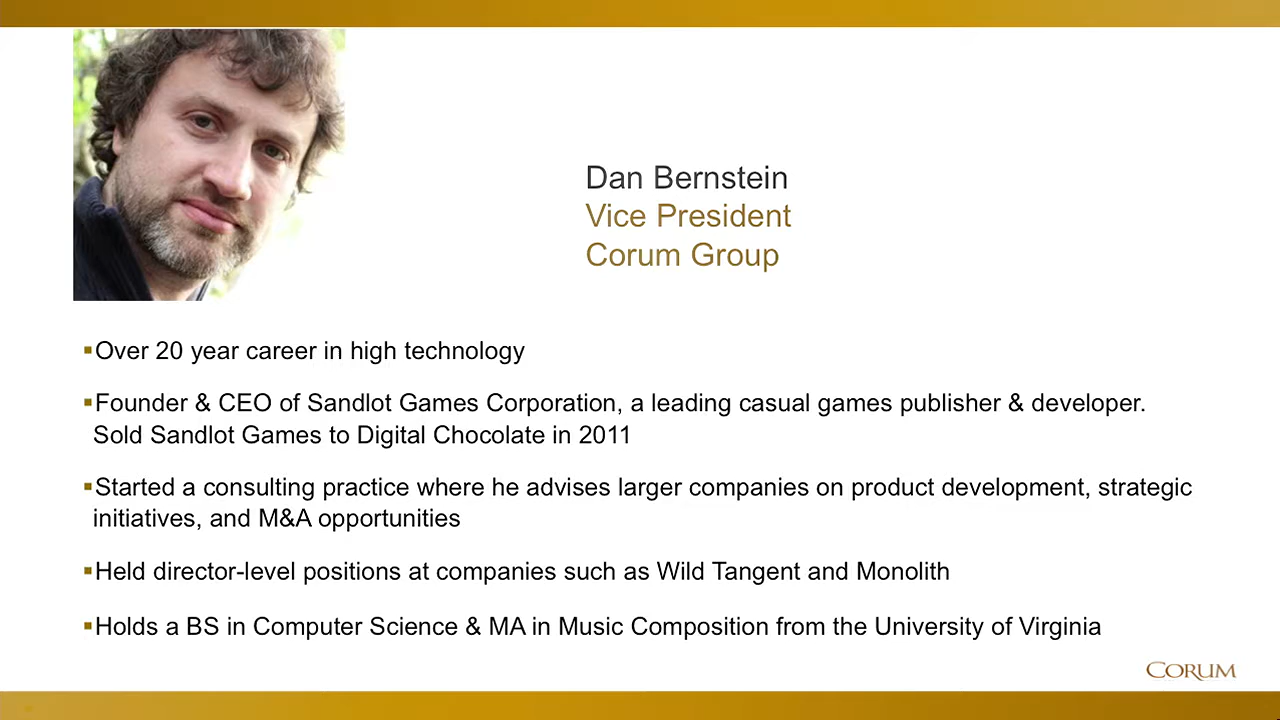 Dan Bernstein
Vice President
Corum Group
▪Over 20 year career in high technology
▪Founder & CEO of Sandlot Games Corporation, a leading casual games publisher & developer.
Sold Sandlot Games to Digital Chocolate in 2011
▪Started a consulting practice where he advises larger companies on product development, strategic
initiatives, and M&A opportunities
▪Held director-level positions at companies such as Wild Tangent and Monolith
▪Holds a BS in Computer Science & MA in Music Composition from the University of Virginia
CORUM